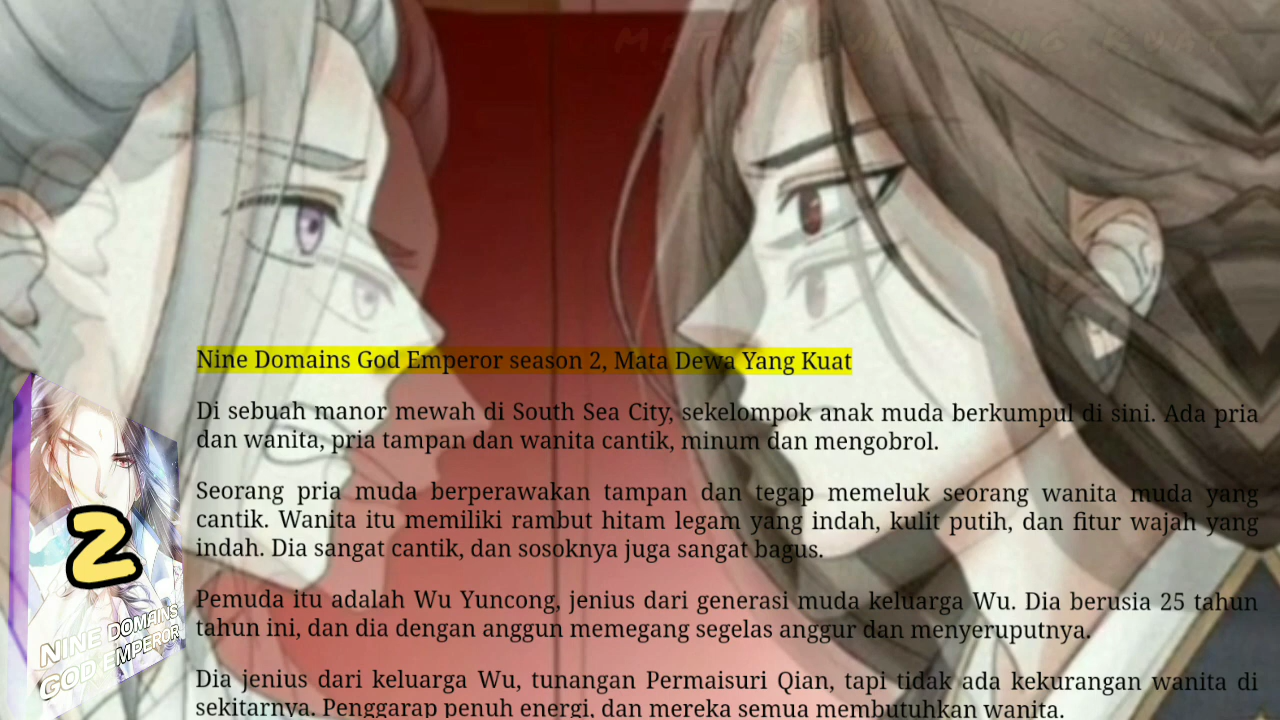 Mata Dewa Yang Kuat
Nine Domains God Emperor season 2, Mata Dewa Yang Kuat
Di sebuah manor mewah di South Sea City, sekelompok anak muda berkumpul di sini. Ada pria
dan wanita, pria tampan dan wanita cantik, minum dan mengobrol.
Seorang pria muda berperawakan tampan dan tegap memeluk seorang wanita muda yang
cantik. Wanita itu memiliki rambut hitam legam yang indah, kulit putih, dan fitur wajah yang
indah. Dia sangat cantik, dan sosoknya juga sangat bagus.
Pemuda itu adalah Wu Yuncong, jenius dari generasi muda keluarga Wu. Dia berusia 25 tahun
tahun ini, dan dia dengan anggun memegang segelas anggur dan menyeruputnya.
Dia jenius dari keluarga Wu, tunangan Permaisuri Qian, tapi tidak ada kekurangan wanita di
sekitarnya. Penggarap penuh energi, dan mereka semua membutuhkan wanita.
2
NINE DOMAINS
GOD EMPEROR